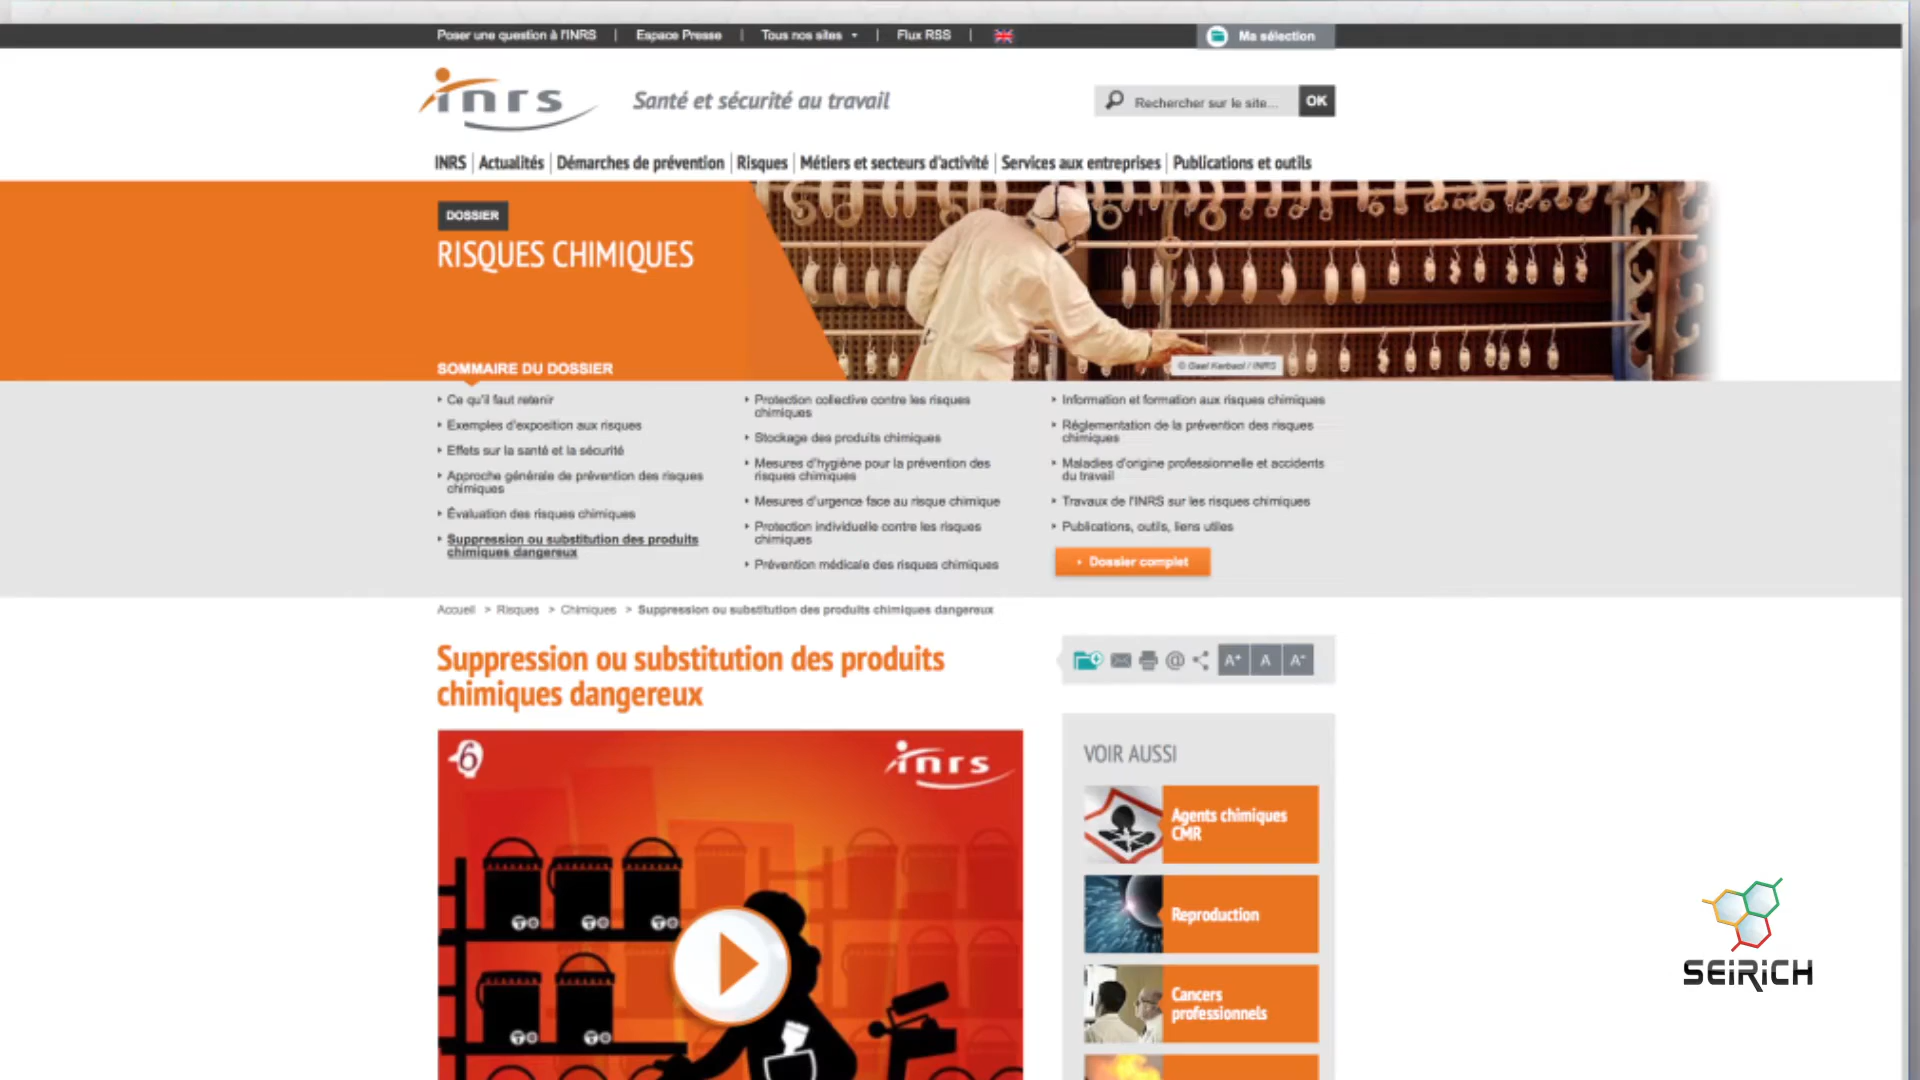 Poser une question à l'INRS | Espace Presse | Tous nos sites | Flux RSS |
Ma sélection
inrs
Santé et sécurité au travail
Rechercher sur le site...
OK
INRS | Actualités | Démarches de prévention | Risques | Métiers et secteurs d'activité | Services aux entreprises | Publications et outils
DOSSIER
RISQUES CHIMIQUES
© Gael Kerbaol / INRS
SOMMAIRE DU DOSSIER
Ce qu'il faut retenir
Exemples d'exposition aux risques
Effets sur la santé et la sécurité
Approche générale de prévention des risques
chimiques
Évaluation des risques chimiques
Suppression ou substitution des produits
chimiques dangereux
Protection collective contre les risques
chimiques
Stockage des produits chimiques
Mesures d'hygiène pour la prévention des
risques chimiques
Mesures d'urgence face au risque chimique
Protection individuelle contre les risques
chimiques
Prévention médicale des risques chimiques
Information et formation aux risques chimiques
Réglementation de la prévention des risques
chimiques
Maladies d'origine professionnelle et accidents
du travail
Travaux de l'INRS sur les risques chimiques
Publications, outils, liens utiles
Dossier complet
Accueil > Risques > Chimiques > Suppression ou substitution des produits chimiques dangereux
Suppression ou substitution des produits
chimiques dangereux
A+ A A-
6
inrs
VOIR AUSSI
Agents chimiques
CMR
Reproduction
Cancers
professionnels
SEIRICH